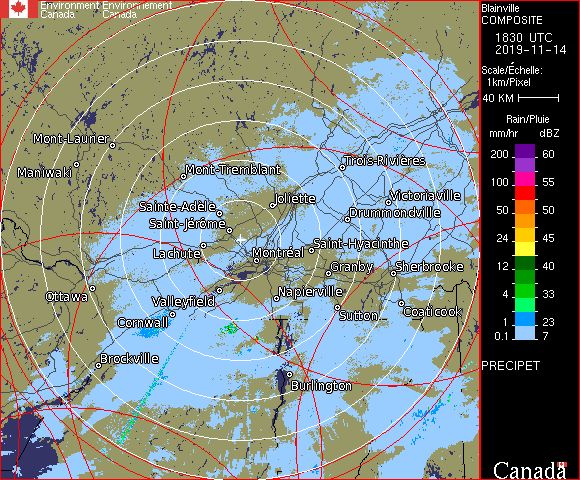 Environment Environnement
Canada Canada
Blainville
COMPOSITE
1830 UTC
2019-11-14
Scale/Échelle:
1km/Pixel
40 KM
Rain/Pluie
mm/hr dBZ
200 60
100 55
50 50
24 45
12 40
4 33
1 23
0.1 7
PRECIPET
Canada
Mont-Laurier
Maniwaki
Mont-Tremblant
Trois-Rivières
Sainte-Adèle
Joliette
Victoriaville
Drummondville
Saint-Jérôme
Lachute
Montréal
Saint-Hyacinthe
Granby
Sherbrooke
Ottawa
Valleyfield
Napierville
Sutton
Coaticook
Cornwall
Brockville
Burlington